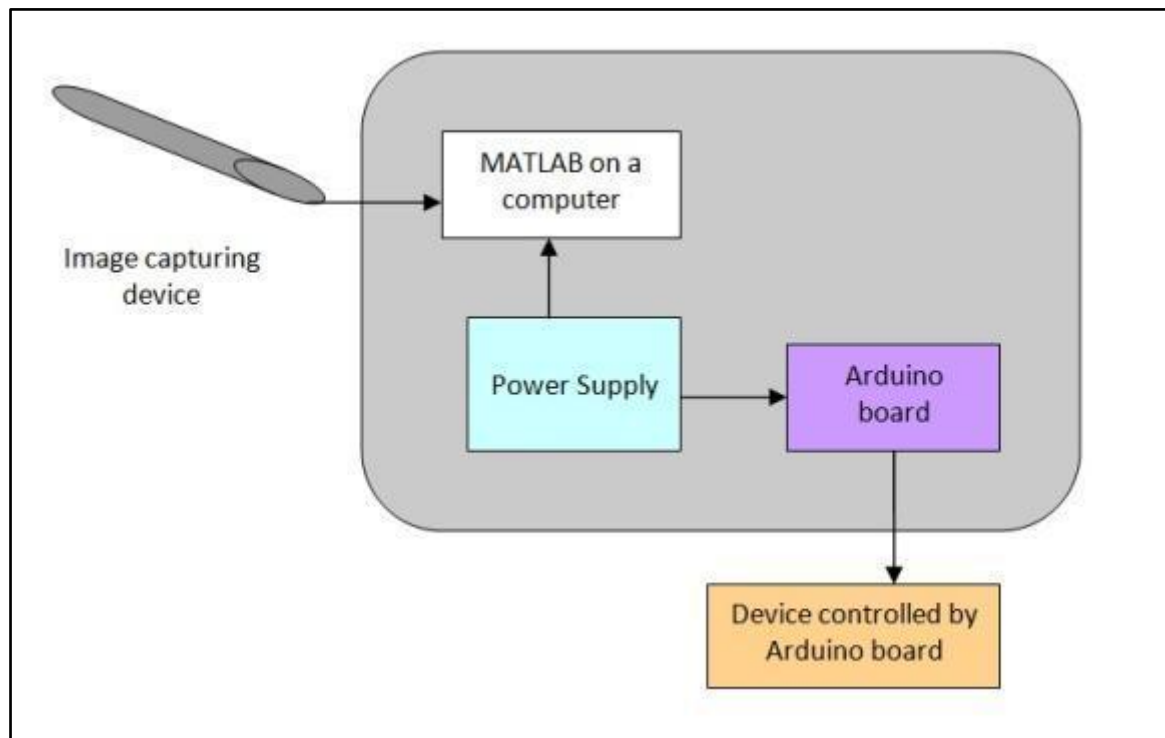 MATLAB on a
computer
Image capturing
device
Power Supply
Arduino
board
Device controlled by
Arduino board